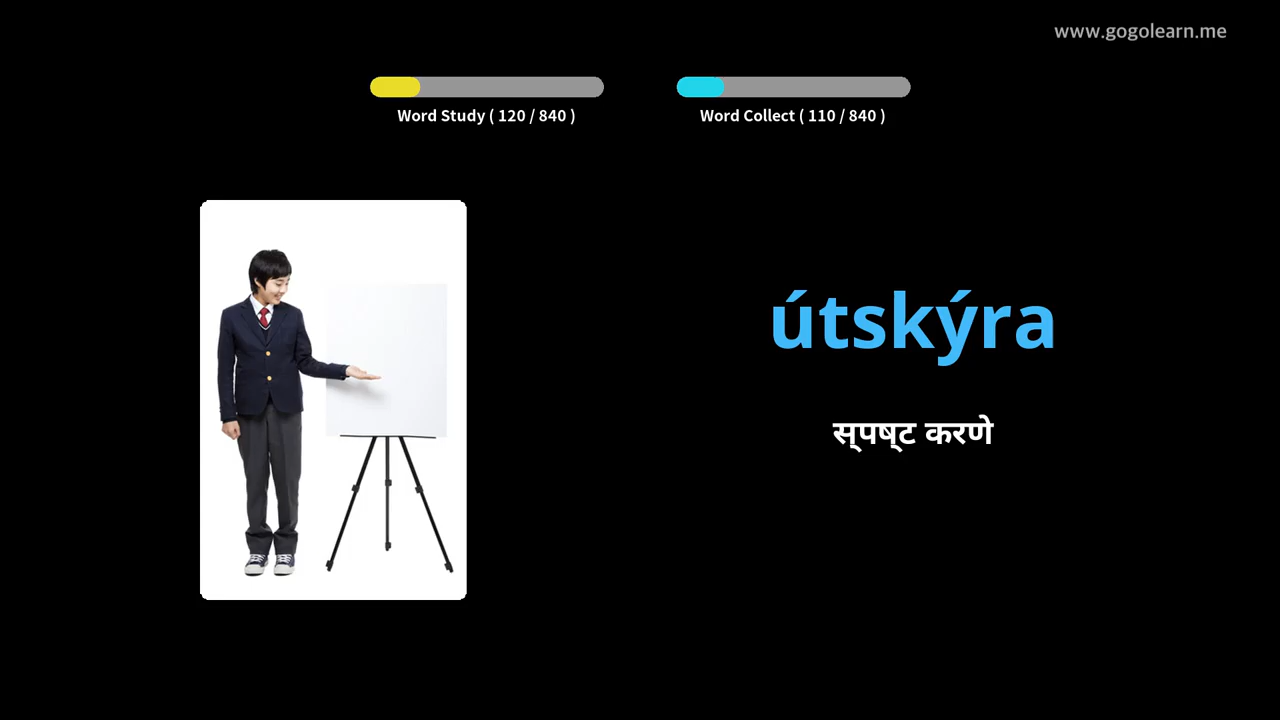 www.gogolearn.me
Word Study ( 120 / 840 )
Word Collect ( 110 / 840 )
útskýra
स्पष्ट करणे